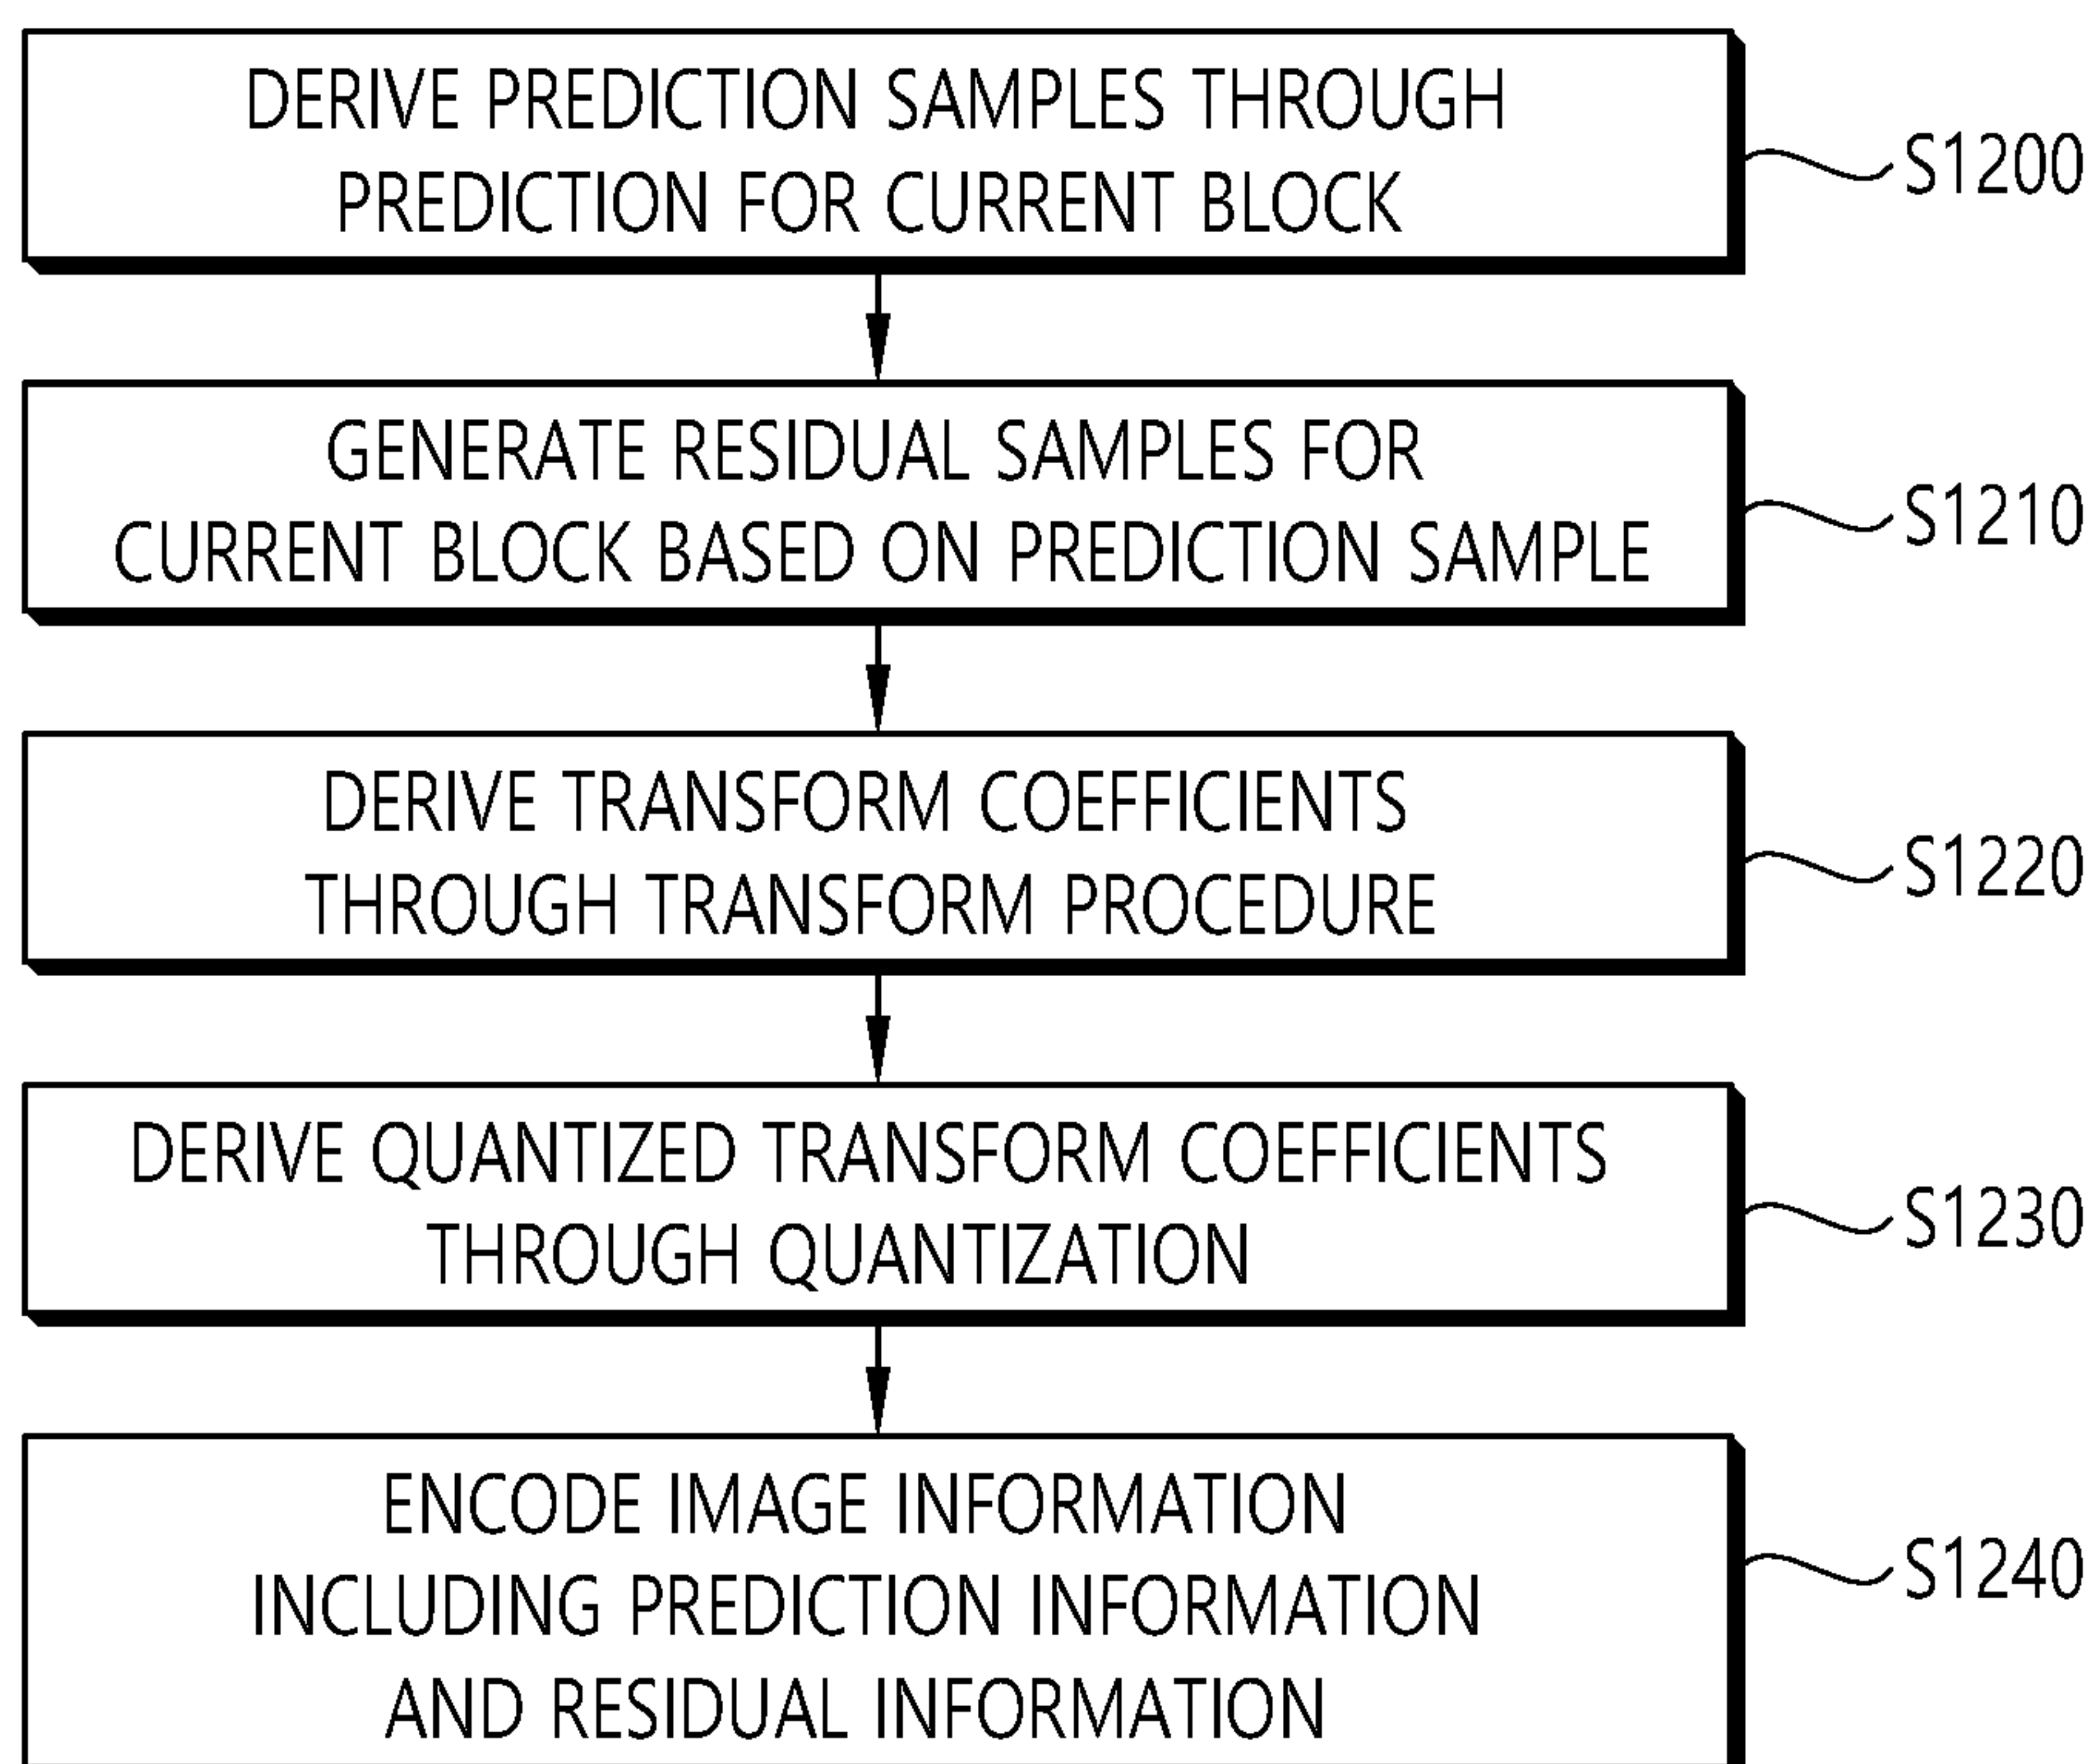 DERIVE PREDICTION SAMPLES THROUGH
PREDICTION FOR CURRENT BLOCK
S1200
GENERATE RESIDUAL SAMPLES FOR
CURRENT BLOCK BASED ON PREDICTION SAMPLE
S1210
DERIVE TRANSFORM COEFFICIENTS
THROUGH TRANSFORM PROCEDURE
S1220
DERIVE QUANTIZED TRANSFORM COEFFICIENTS
THROUGH QUANTIZATION
S1230
ENCODE IMAGE INFORMATION
INCLUDING PREDICTION INFORMATION
AND RESIDUAL INFORMATION
S1240